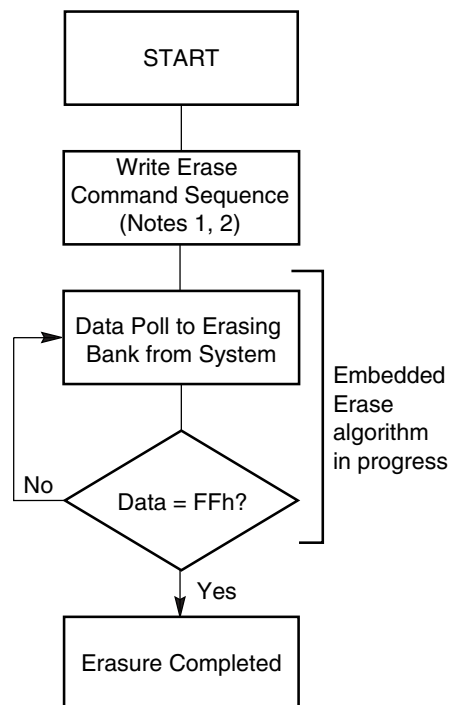 START
Write Erase
Command Sequence
(Notes 1, 2)
Data Poll to Erasing
Bank from System
Embedded
Erase
algorithm
in progress
No
Data = FFh?
Yes
Erasure Completed